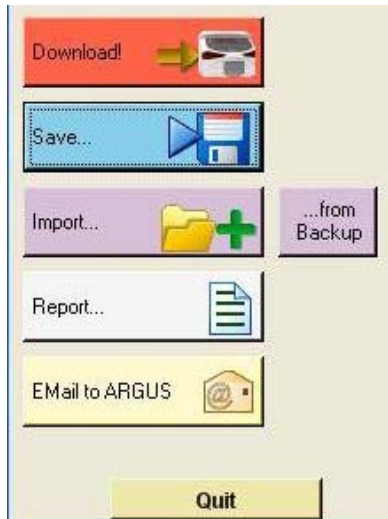 Download!
Save...
Import...
...from
Backup
Report...
EMail to ARGUS
Quit